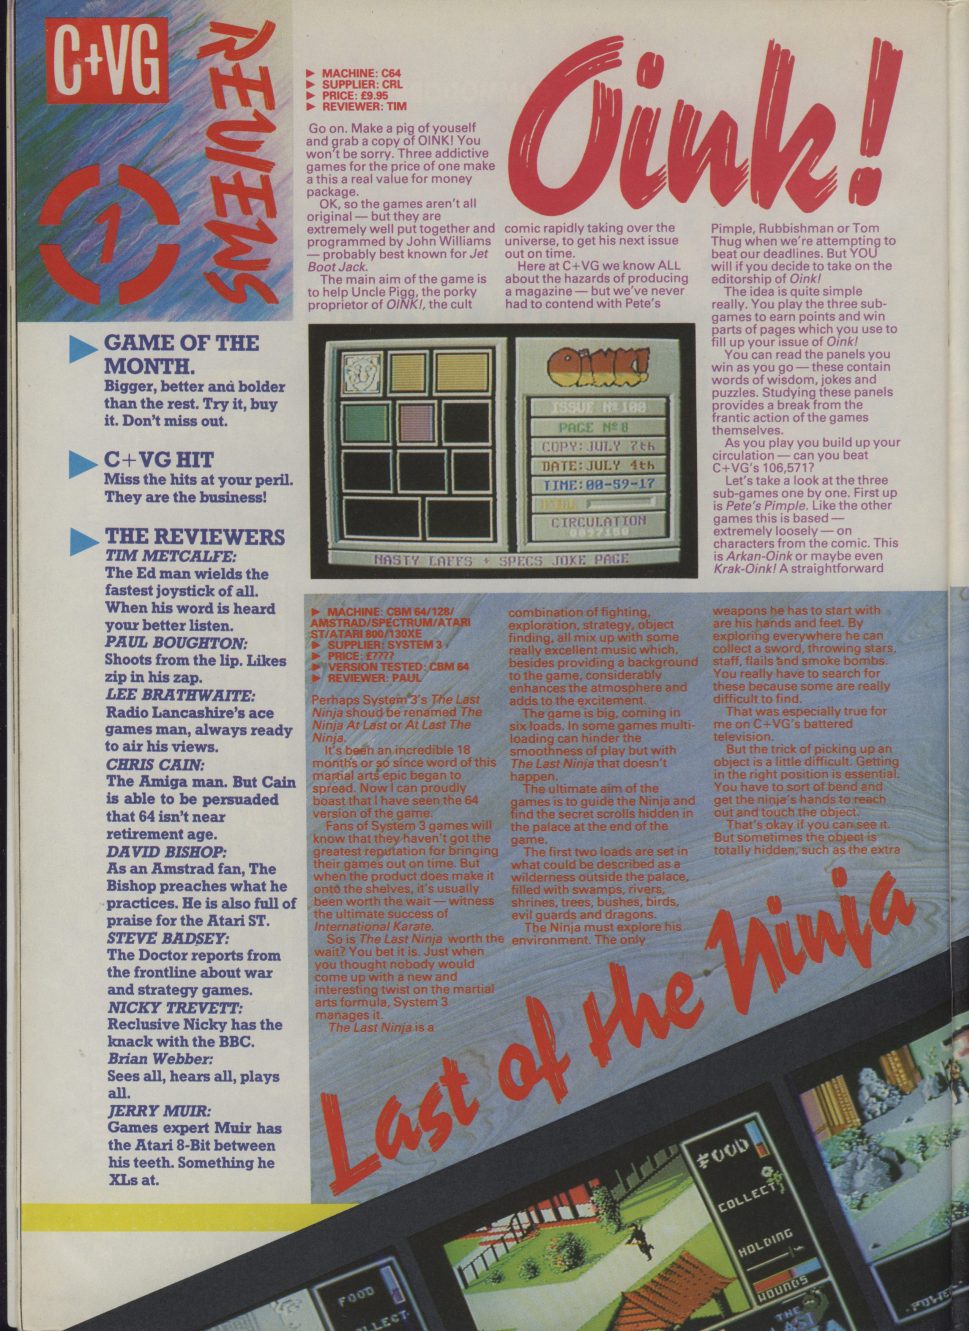 C+VG
REVIEWS
1
GAME OF THE
MONTH.
Bigger, better and bolder
than the rest. Try it, buy
it. Don't miss out.
C+VG HIT
Miss the hits at your peril.
They are the business!
THE REVIEWERS
TIM METCALFE:
The Ed man wields the
fastest joystick of all.
When his word is heard
your better listen.
PAUL BOUGHTON:
Shoots from the lip. Likes
zip in his zap.
LEE BRATHWAITE:
Radio Lancashire's ace
games man, always ready
to air his views.
CHRIS CAIN:
The Amiga man. But Cain
is able to be persuaded
that 64 isn't near
retirement age.
DAVID BISHOP:
As an Amstrad fan, The
Bishop preaches what he
practices. He is also full of
praise for the Atari ST.
STEVE BADSEY:
The Doctor reports from
the frontline about war
and strategy games.
NICKY TREVETT:
Reclusive Nicky has the
knack with the BBC.
Brian Webber:
Sees all, hears all, plays
all.
JERRY MUIR:
Games expert Muir has
the Atari 8-Bit between
his teeth. Something he
XLs at.
Oink!
MACHINE: C64
SUPPLIER: CRL
PRICE: £9.95
REVIEWER: TIM
Go on. Make a pig of youself
and grab a copy of OINK! You
won't be sorry. Three addictive
games for the price of one make
a this a real value for money
package.
OK, so the games aren't all
original — but they are
extremely well put together and
programmed by John Williams
— probably best known for Jet
Boot Jack.
The main aim of the game is
to help Uncle Pigg, the porky
proprietor of OiNK!, the cult
comic rapidly taking over the
universe, to get his next issue
out on time.
Here at C+VG we know ALL
about the hazards of producing
a magazine — but we've never
had to contend with Pete's
Pimple, Rubbishman or Tom
Thug when we're attempting to
beat our deadlines. But YOU
will if you decide to take on the
editorship of Oink!
The idea is quite simple
really. You play the three sub-
games to earn points and win
parts of pages which you use to
fill up your issue of Oink!
You can read the panels you
win as you go — these contain
words of wisdom, jokes and
puzzles. Studying these panels
provides a break from the
frantic action of the games
themselves.
As you play you build up your
circulation — can you beat
C+VG's 106,571?
Let's take a look at the three
sub-games one by one. First up
is Pete's Pimple. Like the other
games this is based —
extremely loosely — on
characters from the comic. This
is Arkan-Oink or maybe even
Krak-Oink! A straightforward
OINK!
ISSUE Nº 100
PAGE Nº 8
COPY: JULY 7th
DATE: JULY 4th
TIME: 00-59-17
CIRCULATION
NASTY LAFFS + SPECS JOKE PAGE
MACHINE: CBM 64/128/
AMSTRAD/SPECTRUM/ATARI
ST/ATARI 800/130XE
SUPPLIER: SYSTEM 3
PRICE: £????
VERSION TESTED: CBM 64
REVIEWER: PAUL
Perhaps System 3's The Last
Ninja shoud be renamed The
Ninja At Last or At Last The
Ninja.
It's been an incredible 18
months or so since word of this
martial arts epic began to
spread. Now I can proudly
boast that I have seen the 64
version of the game.
Fans of System 3 games will
know that they haven't got the
greatest reputation for bringing
their games out on time. But
when the product does make it
onto the shelves, it's usually
been worth the wait — witness
the ultimate success of
International Karate.
So is The Last Ninja worth the
wait? You bet it is. Just when
you thought nobody would
come up with a new and
interesting twist on the martial
arts formula, System 3
manages it.
The Last Ninja is a
combination of fighting,
exploration, strategy, object
finding, all mix up with some
really excellent music which,
besides providing a background
to the game, considerably
enhances the atmosphere and
adds to the excitement.
The game is big, coming in
six loads. In some games multi-
loading can hinder the
smoothness of play but with
The Last Ninja that doesn't
happen.
The ultimate aim of the
games is to guide the Ninja and
find the secret scrolls hidden in
the palace at the end of the
game.
The first two loads are set in
what could be described as a
wilderness outside the palace,
filled with swamps, rivers,
shrines, trees, bushes, birds,
evil guards and dragons.
The Ninja must explore his
environment. The only
weapons he has to start with
are his hands and feet. By
exploring everywhere he can
collect a sword, throwing stars,
staff, flails and smoke bombs.
You really have to search for
these because some are really
difficult to find.
That was especially true for
me on C+VG's battered
television.
But the trick of picking up an
object is a little difficult. Getting
in the right position is essential.
You have to sort of bend and
get the ninja's hands to reach
out and touch the object.
That's okay if you can see it.
But sometimes the object is
totally hidden, such as the extra
Last of the Ninja
FOOD
COLLECT
HOLDING
WOUNDS
THE
FOOD